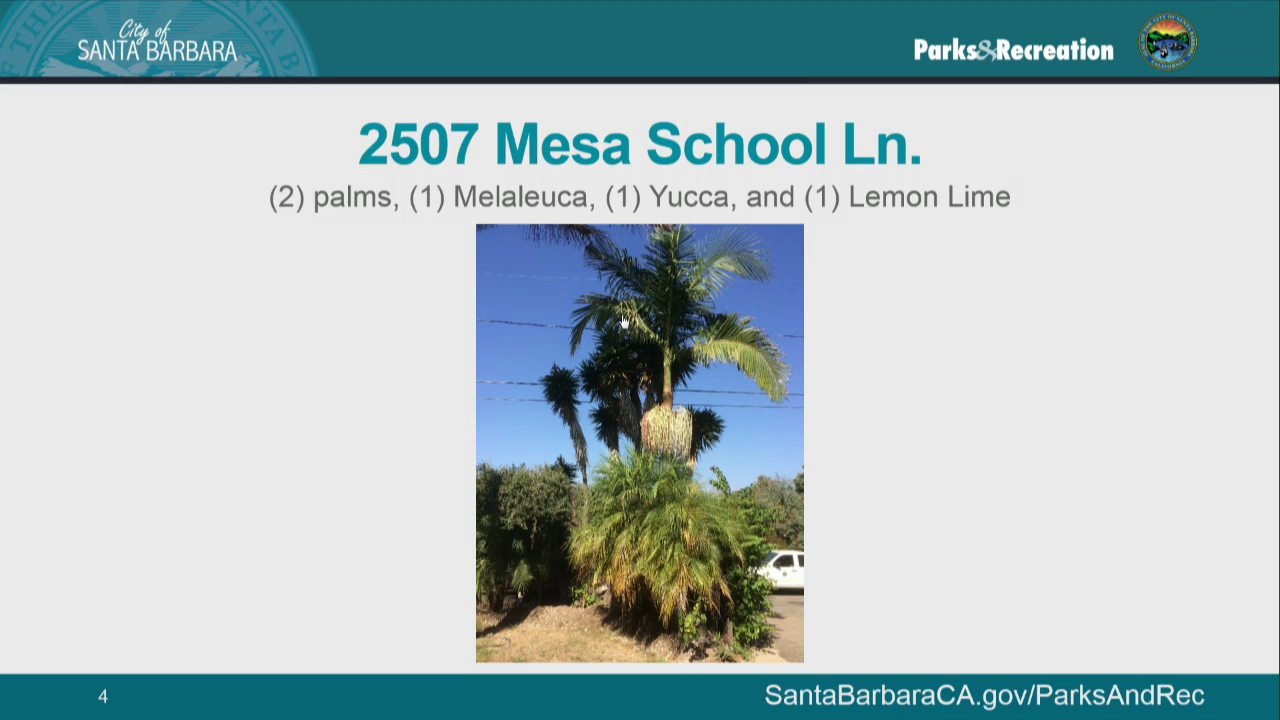 City of
SANTA BARBARA
Parks&Recreation
2507 Mesa School Ln.
(2) palms, (1) Melaleuca, (1) Yucca, and (1) Lemon Lime
4
SantaBarbaraCA.gov/ParksAndRec